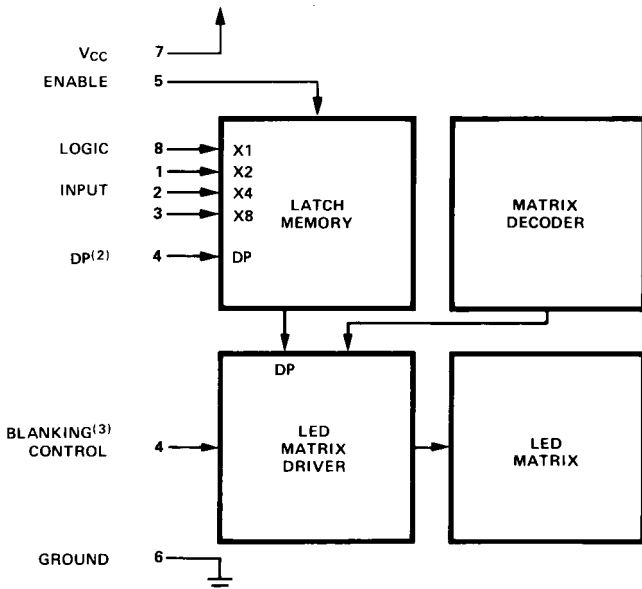 VCC 7
ENABLE 5
LOGIC 8 X1
1 X2
INPUT 2 X4
3 X8
DP(2) 4 DP
LATCH
MEMORY
MATRIX
DECODER
DP
BLANKING(3)
CONTROL 4
LED
MATRIX
DRIVER
LED
MATRIX
GROUND 6